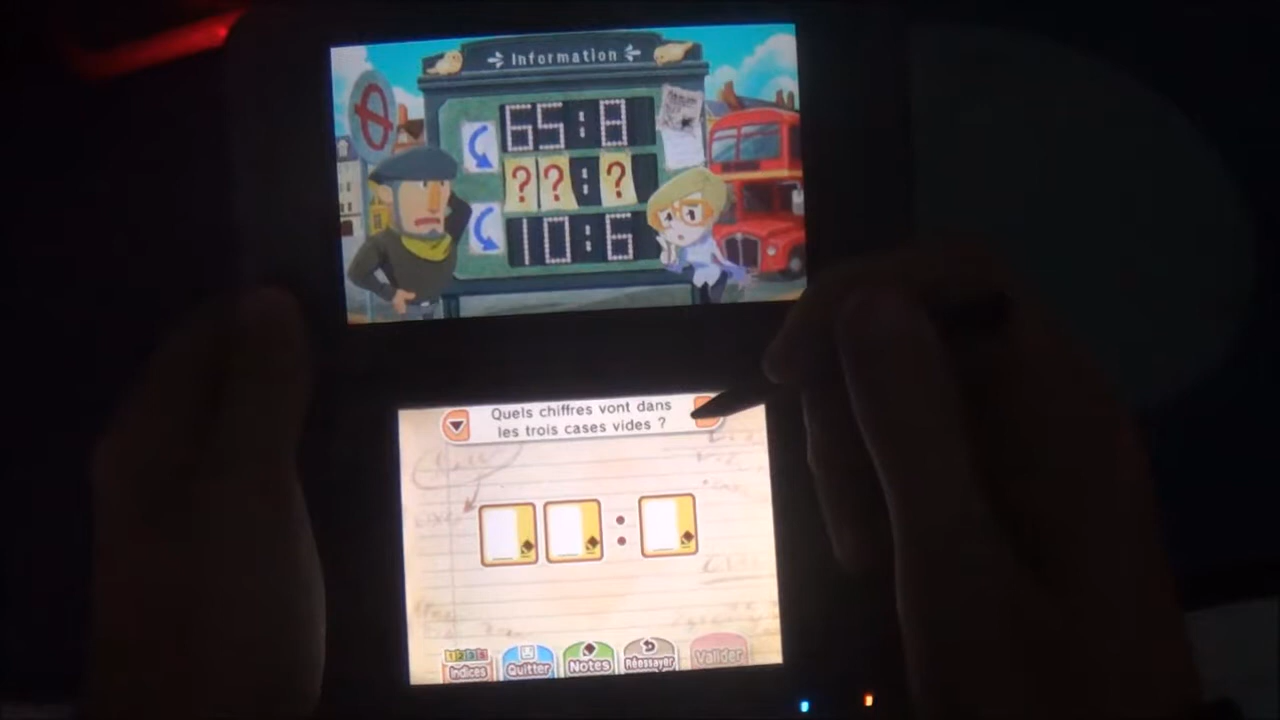 Information
65:8
??:?
10:6
Quels chiffres vont dans
les trois cases vides ?
Indices
Quitter
Notes
Réessayer
Valider